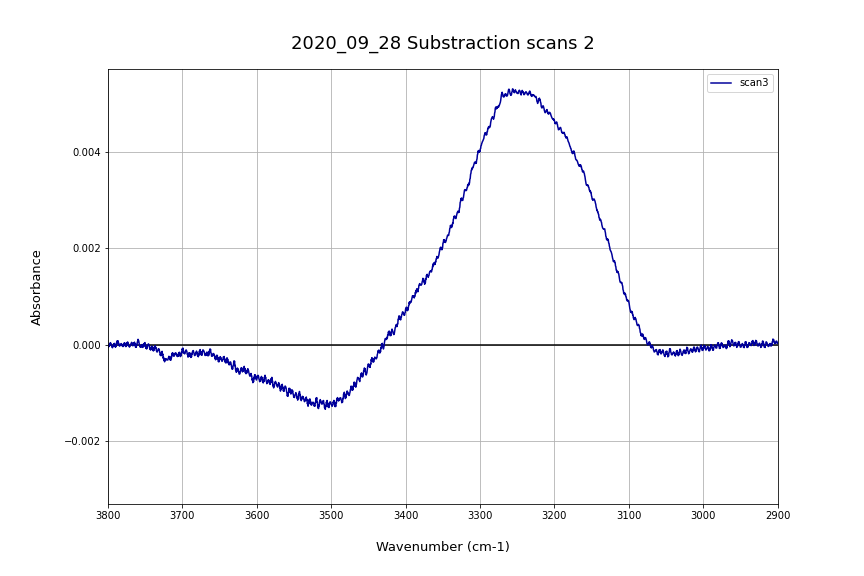 2020_09_28 Substraction scans 2
scan3
0.004
0.002
0.000
−0.002
Absorbance
3800 3700 3600 3500 3400 3300 3200 3100 3000 2900
Wavenumber (cm-1)